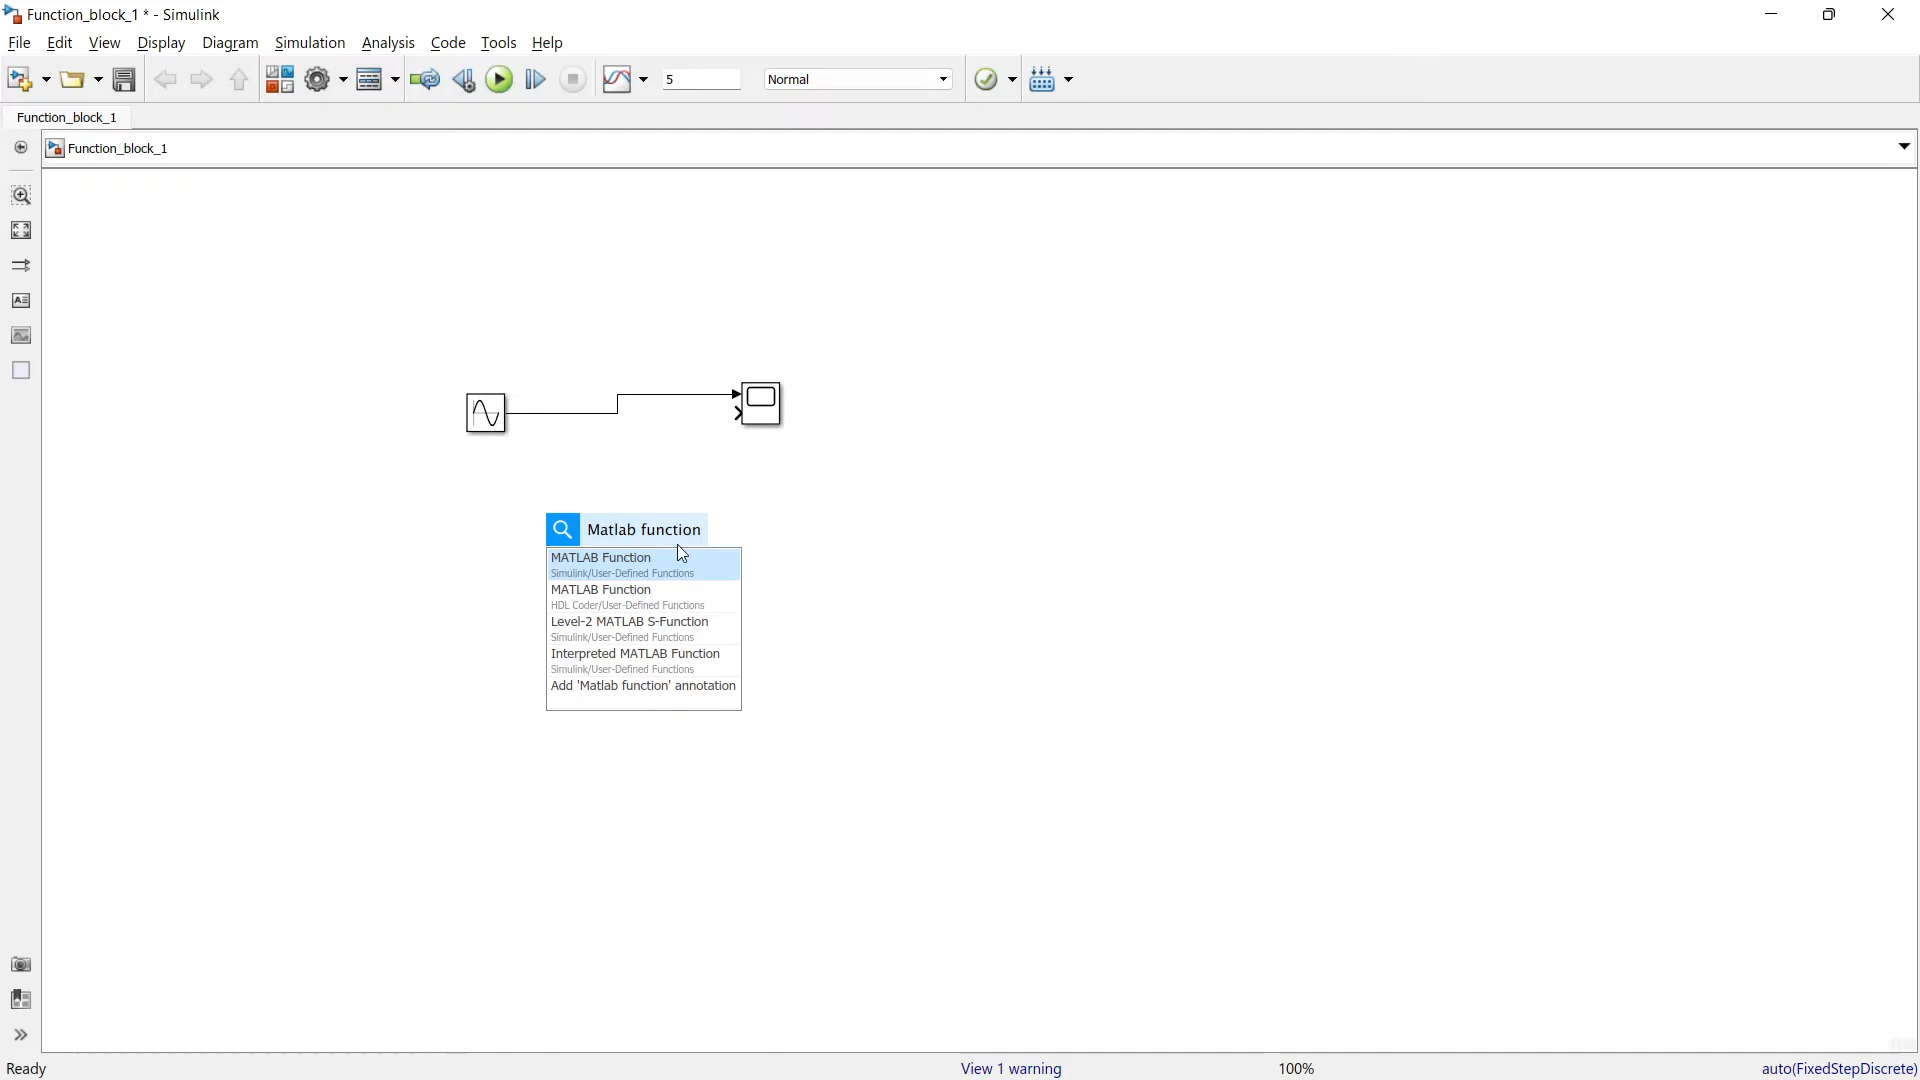 Function_block_1 * - Simulink
File Edit View Display Diagram Simulation Analysis Code Tools Help
5 Normal
Function_block_1
Function_block_1
Matlab function
MATLAB Function
Simulink/User-Defined Functions
MATLAB Function
HDL Coder/User-Defined Functions
Level-2 MATLAB S-Function
Simulink/User-Defined Functions
Interpreted MATLAB Function
Simulink/User-Defined Functions
Add 'Matlab function' annotation
Ready View 1 warning 100% auto(FixedStepDiscrete)